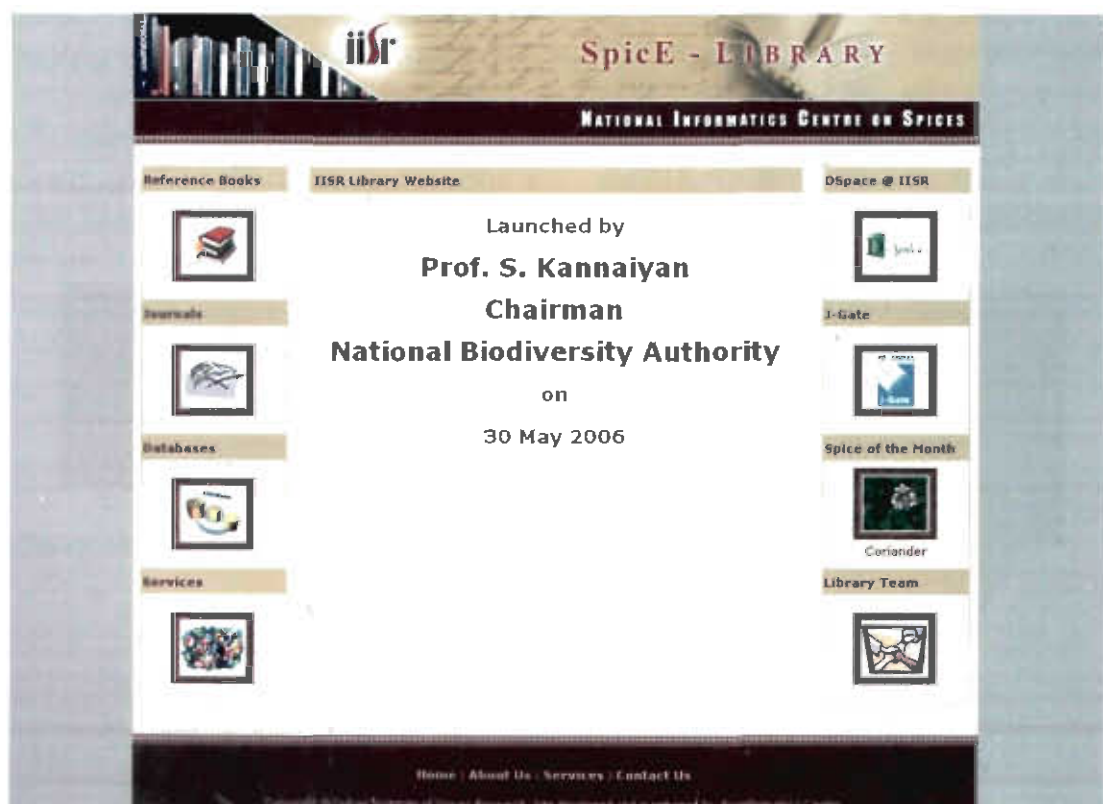 iisr
SpicE - LIBRARY
NATIONAL INFORMATICS CENTRE ON SPICES
Reference Books
IISR Library Website
DSpace @ IISR
Launched by
Prof. S. Kannaiyan
Chairman
National Biodiversity Authority
on
30 May 2006
Journals
J-Gate
J-Gate
Databases
Spice of the Month
Coriander
Services
Library Team
Home | About Us | Services | Contact Us